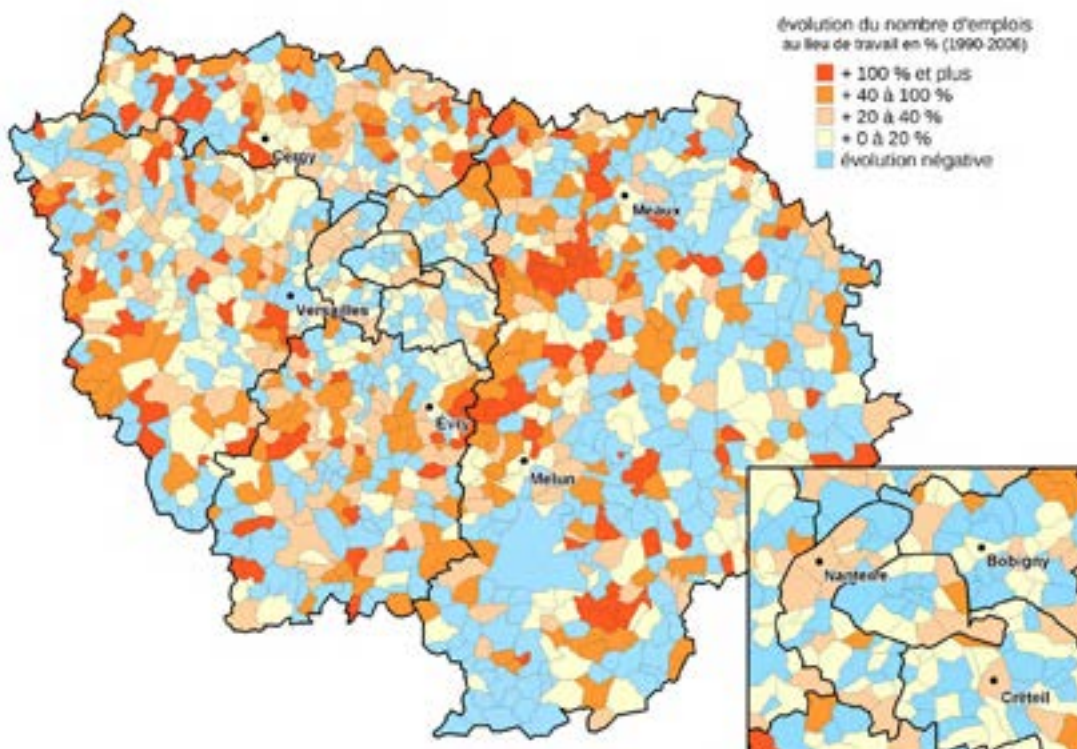 évolution du nombre d'emplois
au lieu de travail en % (1990-2006)
+ 100 % et plus
+ 40 à 100 %
+ 20 à 40 %
+ 0 à 20 %
évolution négative
Cergy
Meaux
Versailles
Évry
Melun
Nanterre
Bobigny
Créteil